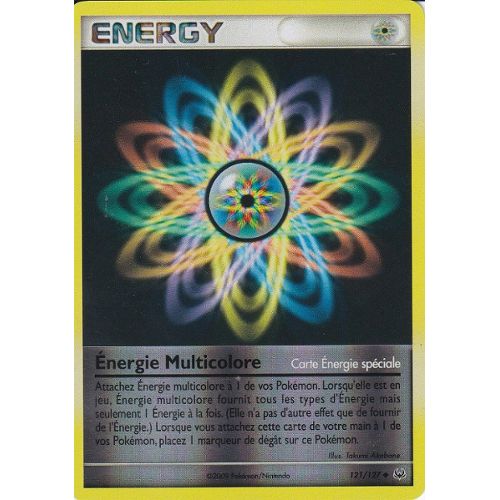 ENERGY
Énergie Multicolore Carte Énergie spéciale
Attachez Énergie multicolore à 1 de vos Pokémon. Lorsqu'elle est en
jeu, Énergie multicolore fournit tous les types d'Énergie mais
seulement 1 Énergie à la fois. (Elle n'a pas d'autre effet que de fournir
de l'Énergie.) Lorsque vous attachez cette carte de votre main à 1 de
vos Pokémon, placez 1 marqueur de dégât sur ce Pokémon.
Illus. Takumi Akabane
©2009 Pokémon/Nintendo 121/127